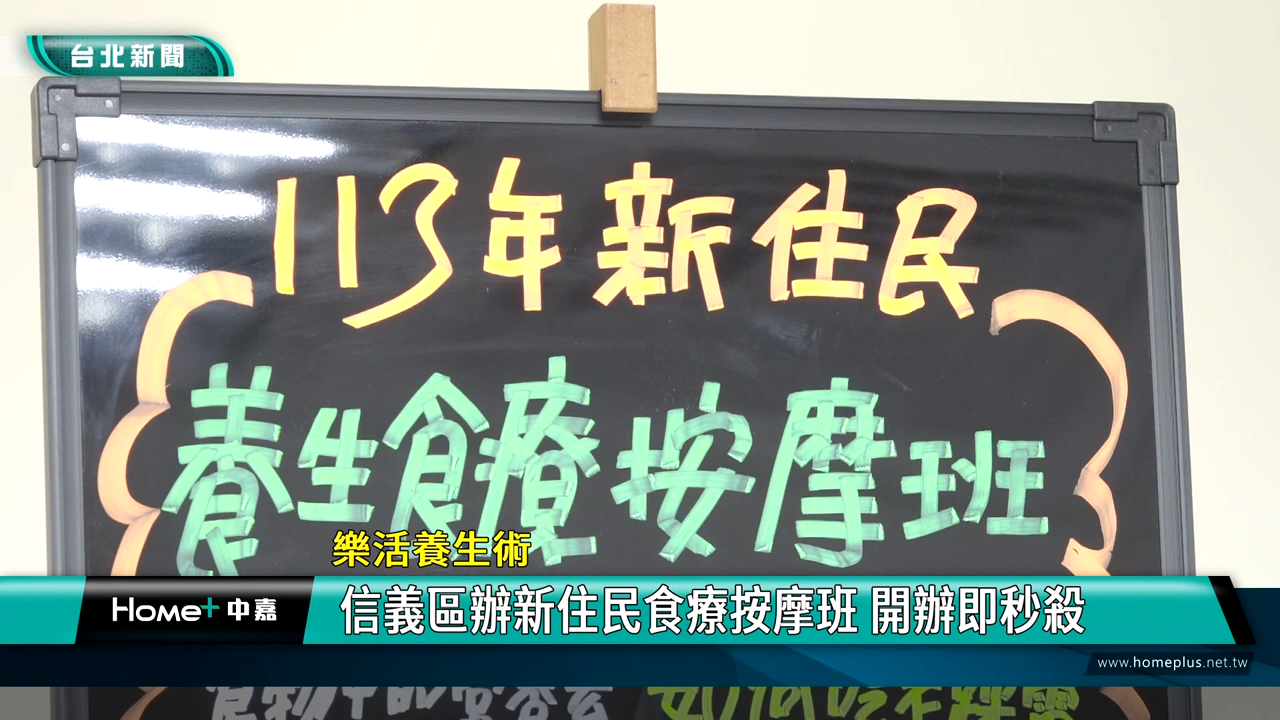 台北新聞
113年新住民
養生食療按摩班
樂活養生術
Home+中嘉
信義區辦新住民食療按摩班 開辦即秒殺
www.homeplus.net.tw